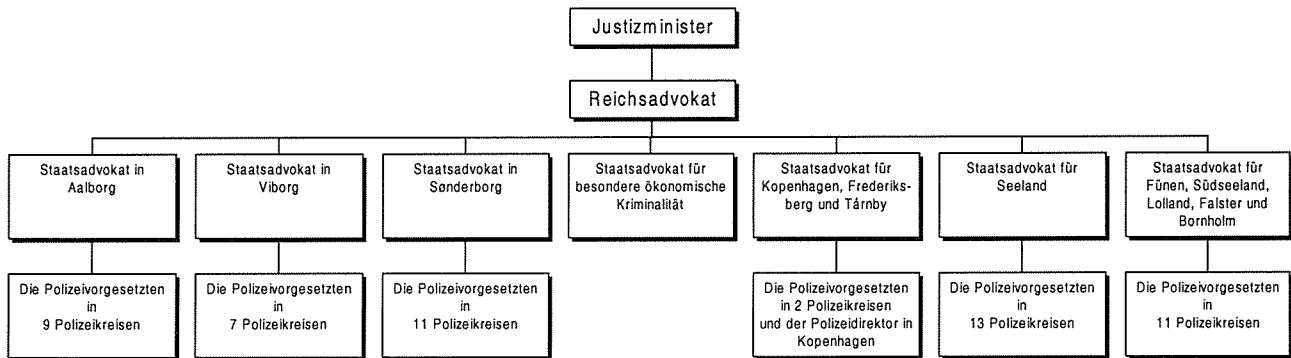 Justizminister
Reichsadvokat
Staatsadvokat in
Aalborg
Staatsadvokat in
Viborg
Staatsadvokat in
Sønderborg
Staatsadvokat für
besondere ökonomische
Kriminalität
Staatsadvokat für
Kopenhagen, Frederiks-
berg und Tårnby
Staatsadvokat für
Seeland
Staatsadvokat für
Fünen, Südseeland,
Lolland, Falster und
Bornholm
Die Polizeivorgesetzten
in
9 Polizeikreisen
Die Polizeivorgesetzten
in
7 Polizeikreisen
Die Polizeivorgesetzten
in
11 Polizeikreisen
Die Polizeivorgesetzten
in 2 Polizeikreisen
und der Polizeidirektor in
Kopenhagen
Die Polizeivorgesetzten
in
13 Polizeikreisen
Die Polizeivorgesetzten
in
11 Polizeikreisen